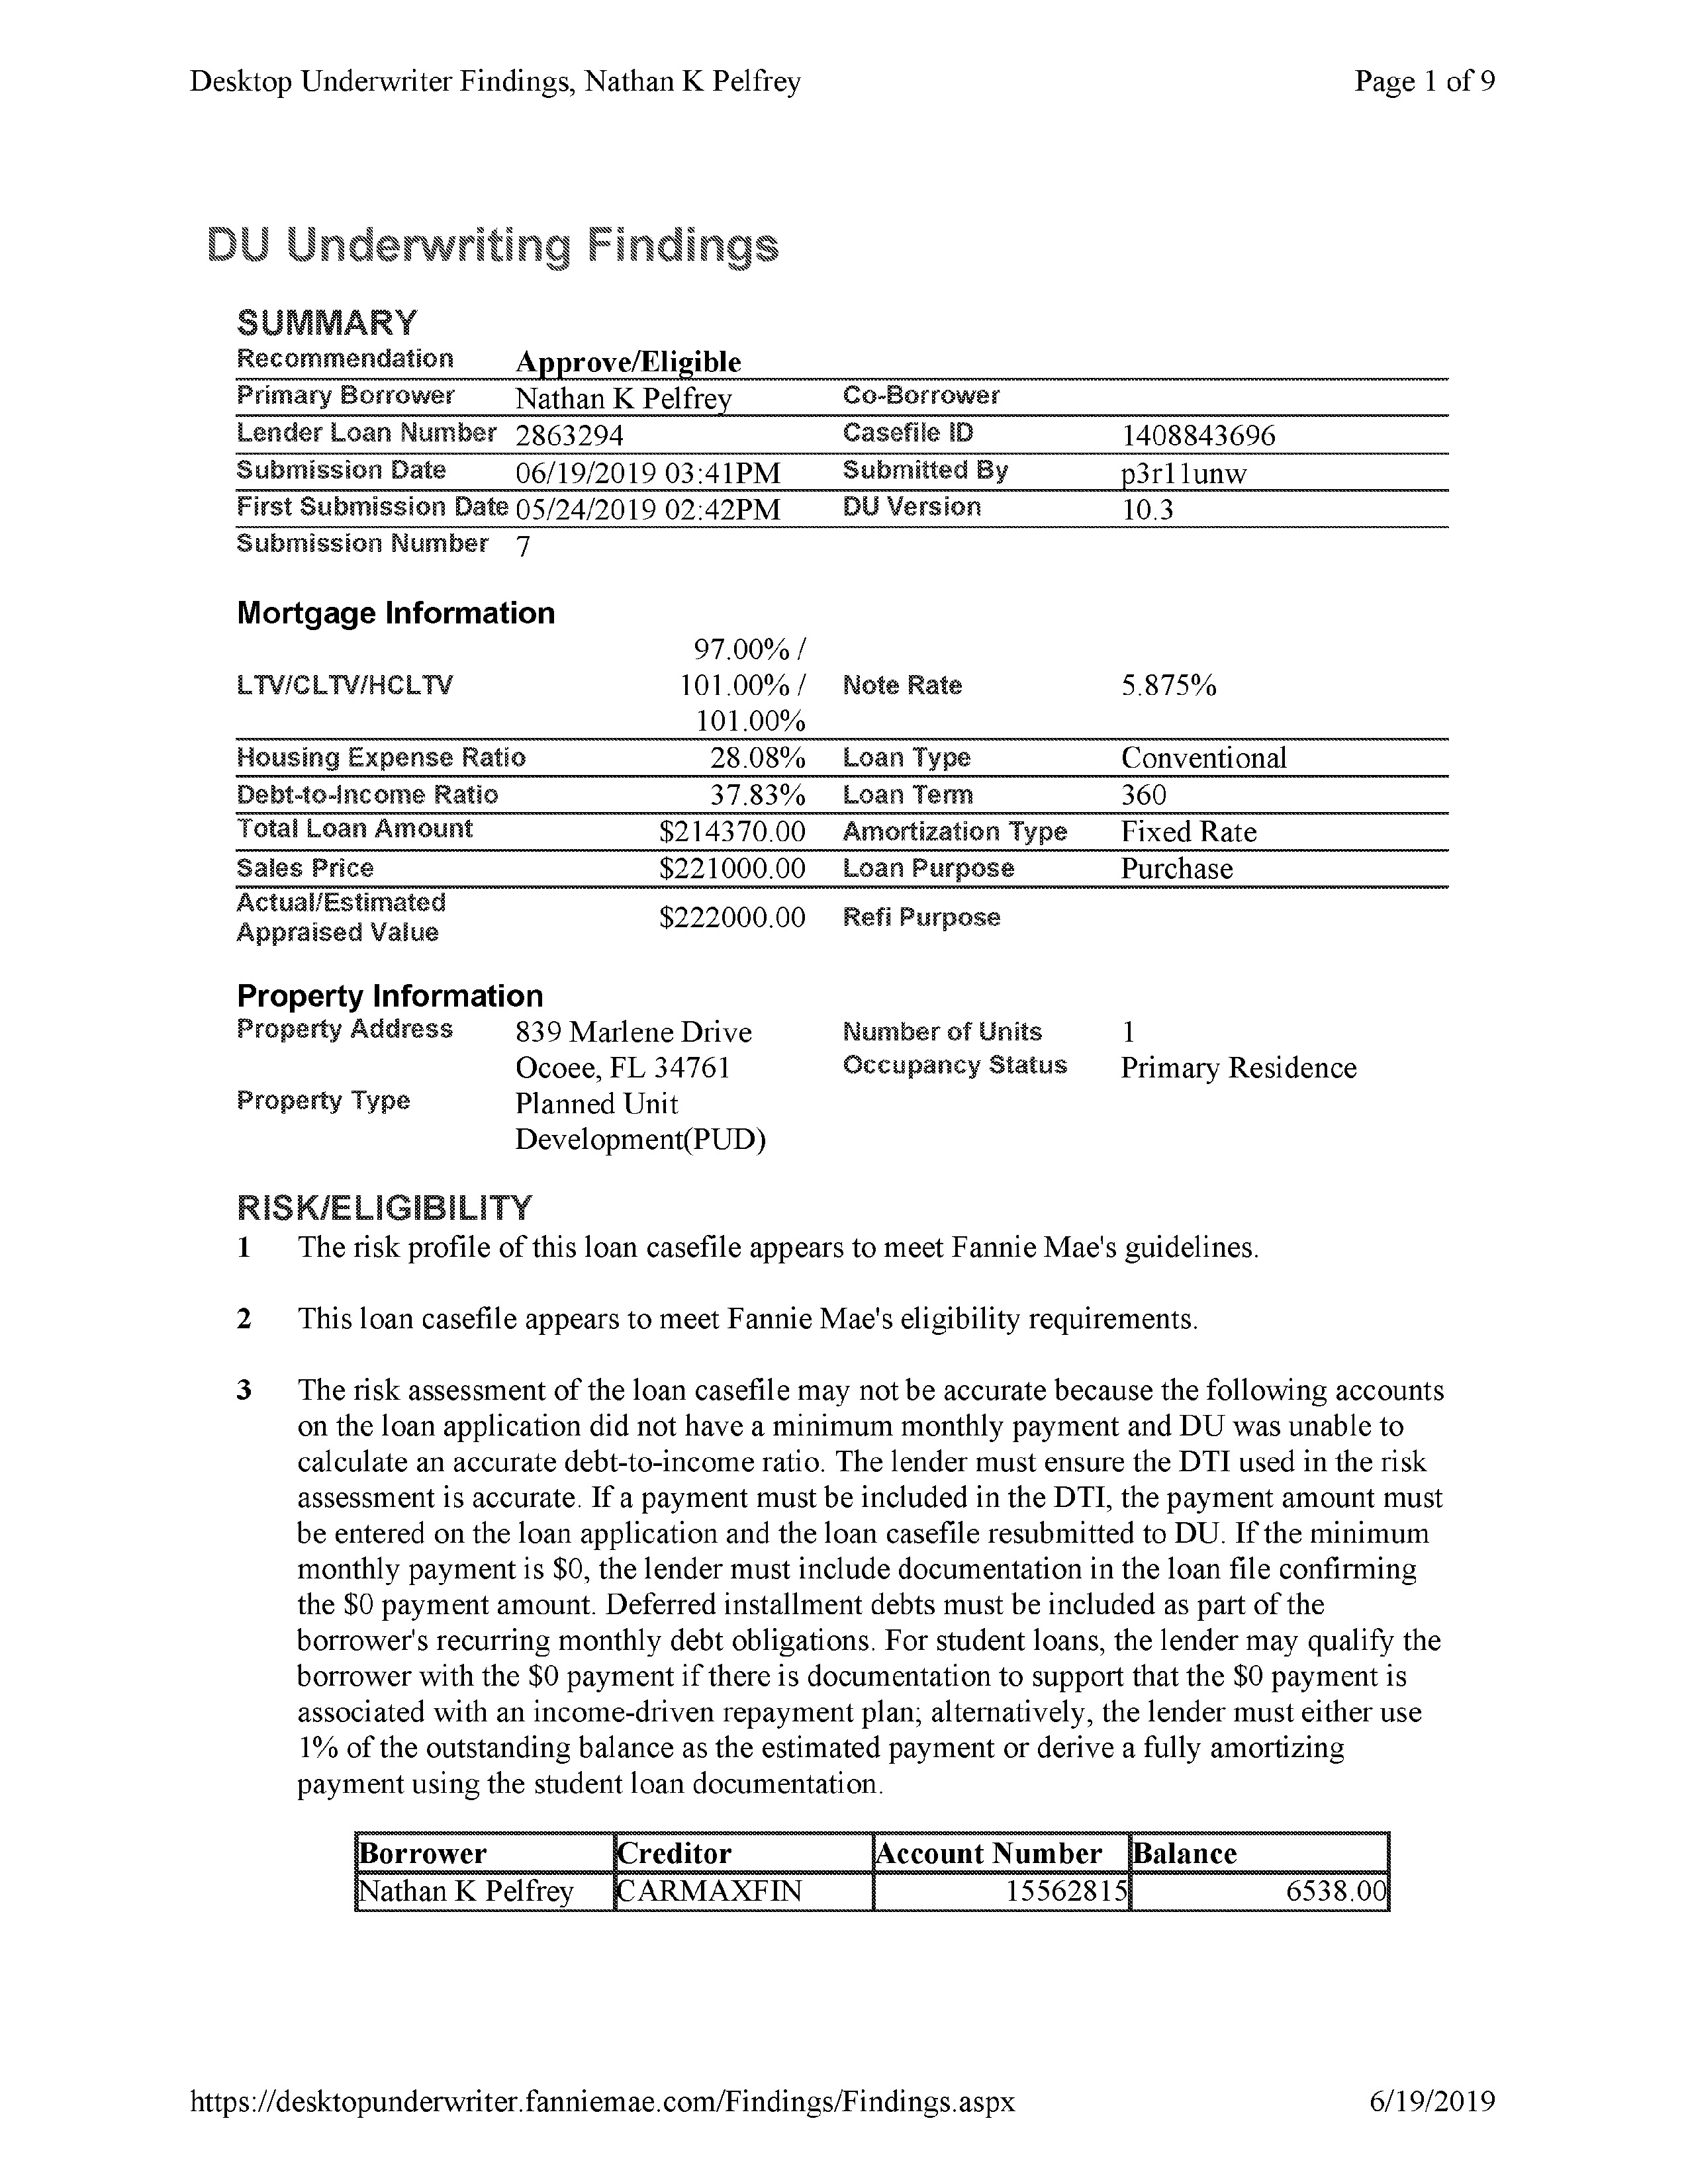 Desktop Underwriter Findings, Nathan K Pelfrey Page 1 of 9
DU Underwriting Findings
SUMMARY
Recommendation Approve/Eligible
Primary Borrower Nathan K Pelfrey Co-Borrower
Lender Loan Number 2863294 Casefile ID 1408843696
Submission Date 06/19/2019 03:41PM Submitted By p3r11unw
First Submission Date 05/24/2019 02:42PM DU Version 10.3
Submission Number 7
Mortgage Information
97.00% /
LTV/CLTV/HCLTV 101.00% / Note Rate 5.875%
101.00%
Housing Expense Ratio 28.08% Loan Type Conventional
Debt-to-Income Ratio 37.83% Loan Term 360
Total Loan Amount $214370.00 Amortization Type Fixed Rate
Sales Price $221000.00 Loan Purpose Purchase
Actual/Estimated
Appraised Value $222000.00 Refi Purpose
Property Information
Property Address 839 Marlene Drive Number of Units 1
Ocoee, FL 34761 Occupancy Status Primary Residence
Property Type Planned Unit
Development(PUD)
RISK/ELIGIBILITY
1 The risk profile of this loan casefile appears to meet Fannie Mae's guidelines.
2 This loan casefile appears to meet Fannie Mae's eligibility requirements.
3 The risk assessment of the loan casefile may not be accurate because the following accounts
on the loan application did not have a minimum monthly payment and DU was unable to
calculate an accurate debt-to-income ratio. The lender must ensure the DTI used in the risk
assessment is accurate. If a payment must be included in the DTI, the payment amount must
be entered on the loan application and the loan casefile resubmitted to DU. If the minimum
monthly payment is $0, the lender must include documentation in the loan file confirming
the $0 payment amount. Deferred installment debts must be included as part of the
borrower's recurring monthly debt obligations. For student loans, the lender may qualify the
borrower with the $0 payment if there is documentation to support that the $0 payment is
associated with an income-driven repayment plan; alternatively, the lender must either use
1% of the outstanding balance as the estimated payment or derive a fully amortizing
payment using the student loan documentation.
Borrower Creditor Account Number Balance
Nathan K Pelfrey CARMAXFIN 15562815 6538.00
https://desktopunderwriter.fanniemae.com/Findings/Findings.aspx 6/19/2019